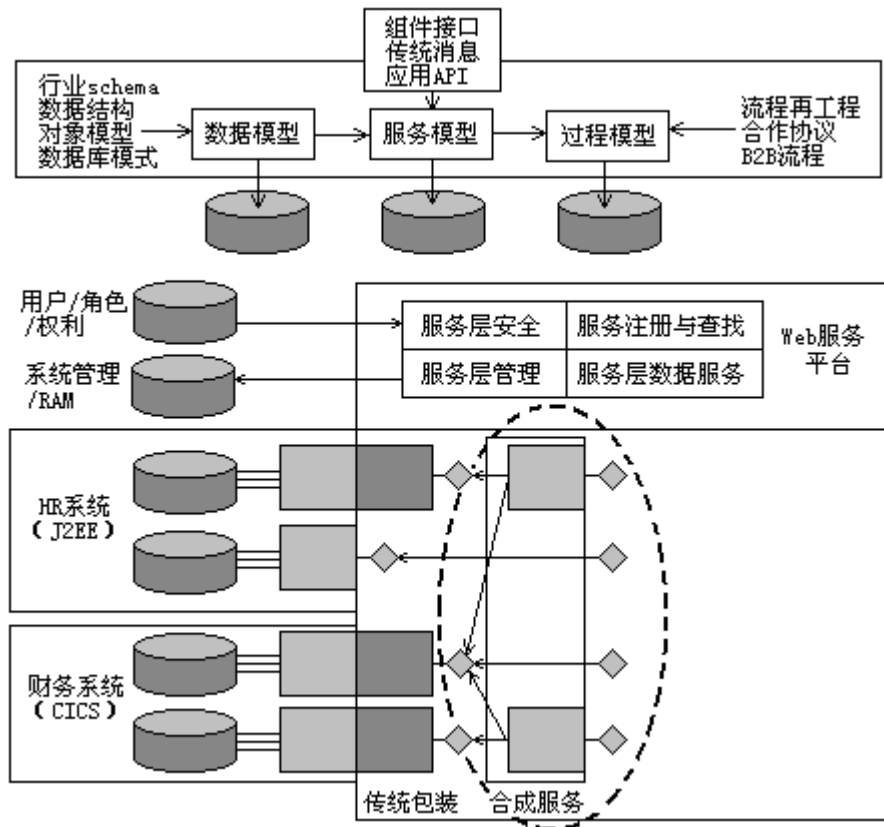 组件接口
传统消息
应用API
行业schema
数据结构
对象模型
数据库模式
数据模型
服务模型
过程模型
流程再工程
合作协议
B2B流程
用户/角色
/权利
服务层安全
服务注册与查找
Web服务
平台
系统管理
/RAM
服务层管理
服务层数据服务
HR系统
(J2EE)
财务系统
(CICS)
传统包装
合成服务